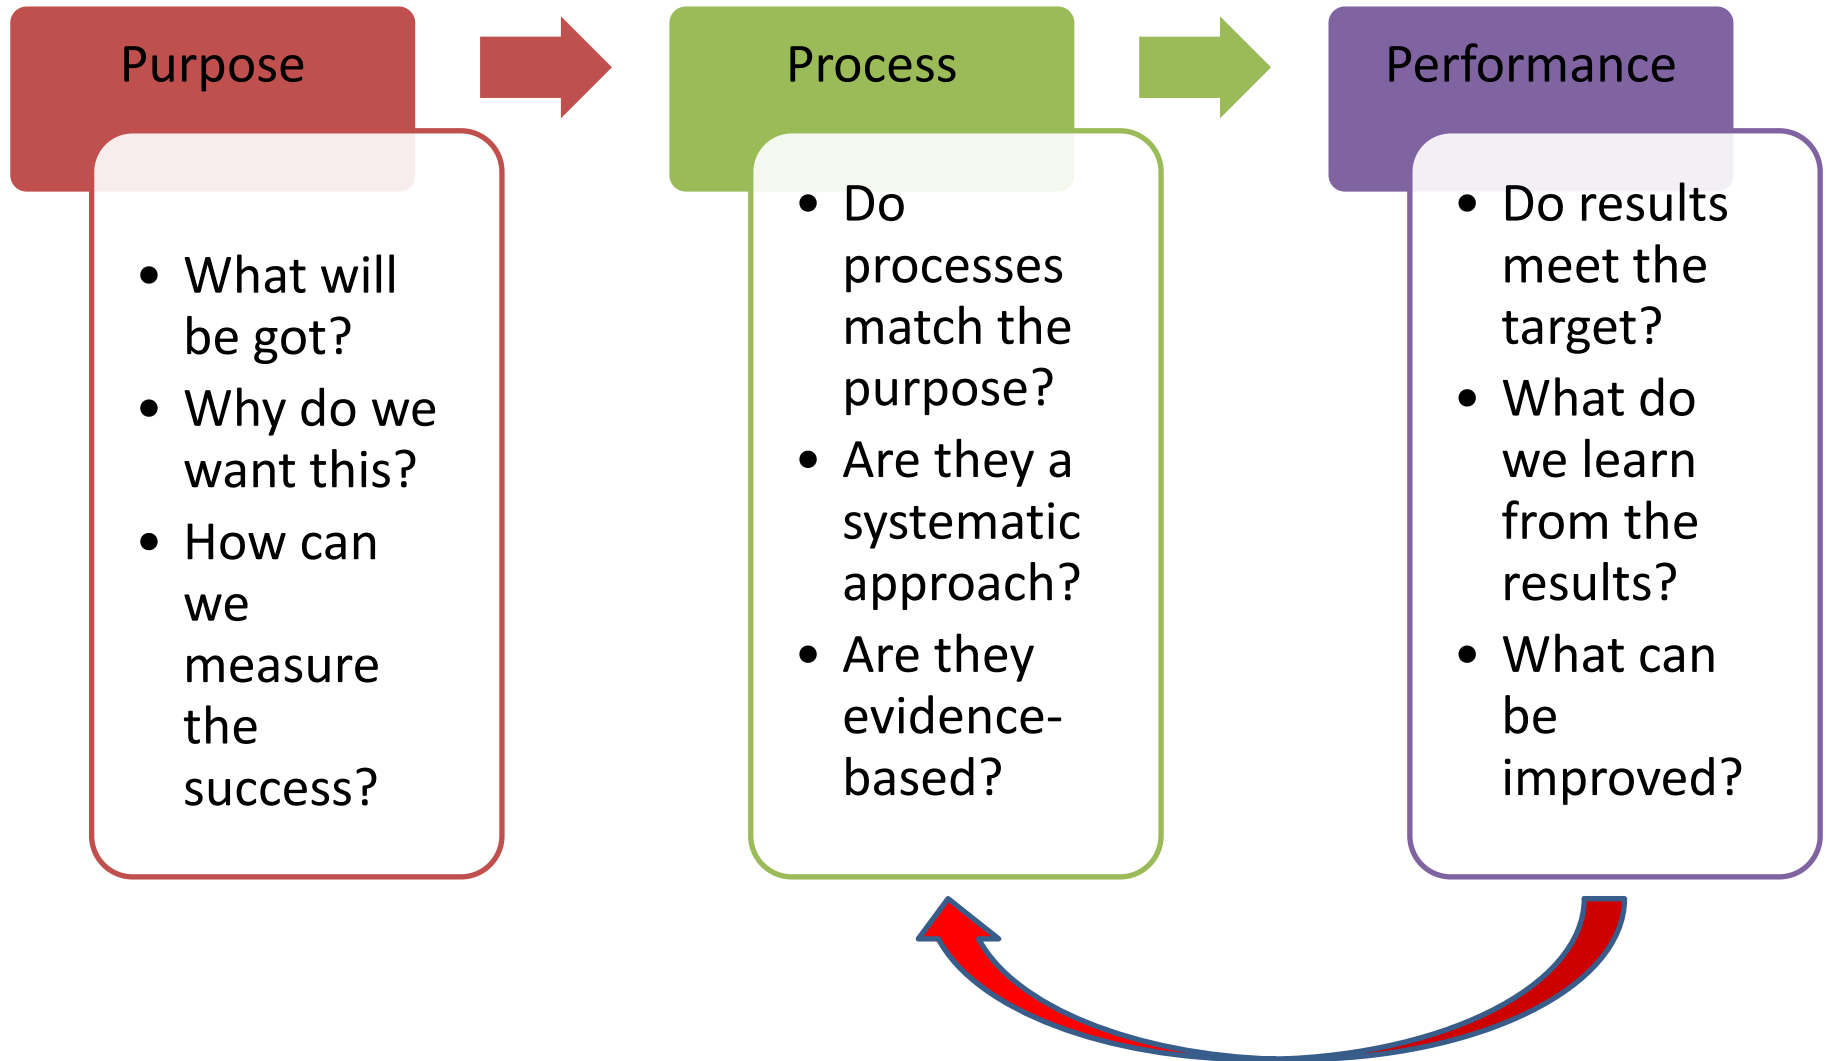 Purpose
• What will
be got?
• Why do we
want this?
• How can
we
measure
the
success?
Process
• Do
processes
match the
purpose?
• Are they a
systematic
approach?
• Are they
evidence-
based?
Performance
• Do results
meet the
target?
• What do
we learn
from the
results?
• What can
be
improved?